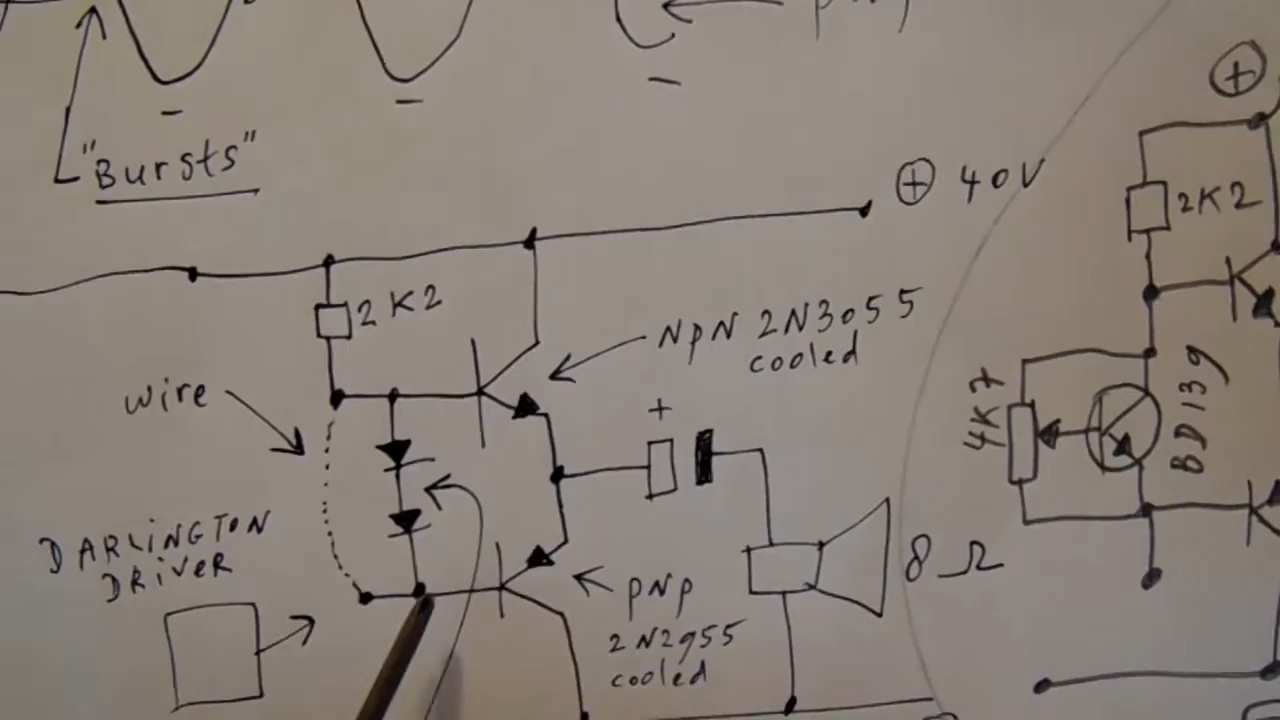 "Bursts"
⊕ 40V
2K2
wire
NPN 2N3055
cooled
+
DARLINGTON
DRIVER
PNP
2N2955
cooled
8 Ω
⊕
2K2
4K7
BD139